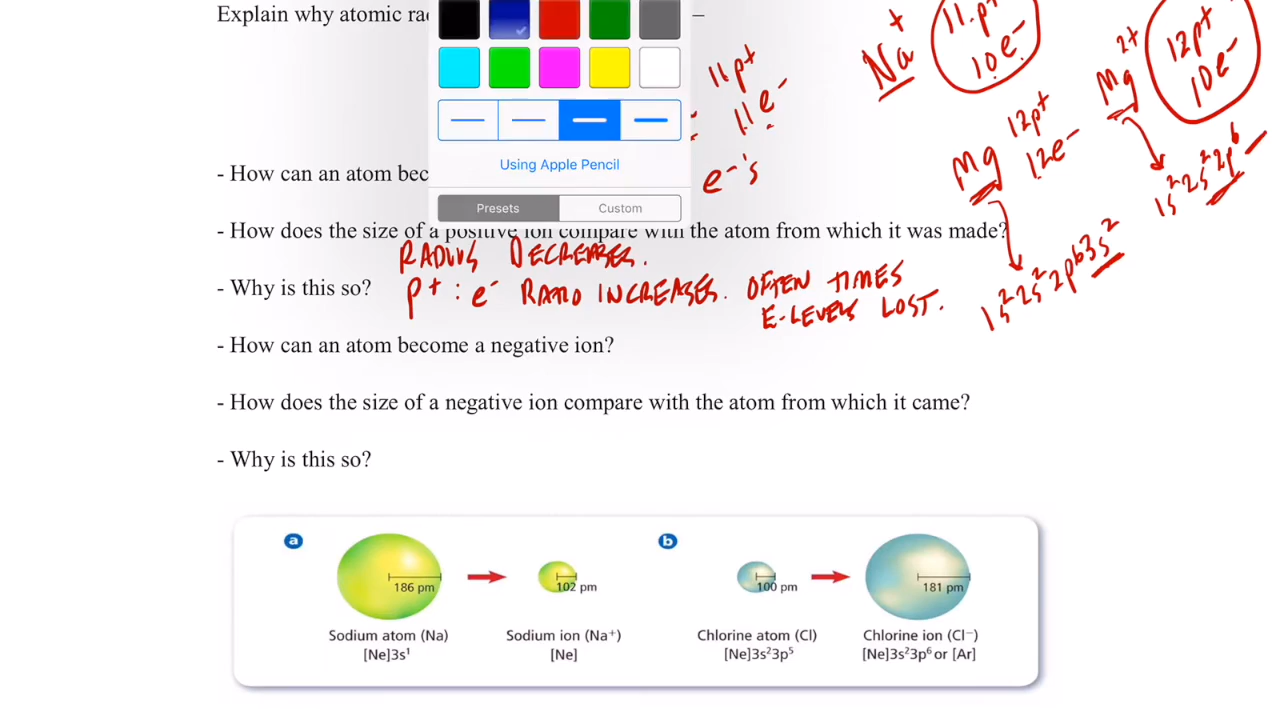 Explain why atomic ra
–
Na+ 11p+ 10e-
Mg2+ 12p+ 10e-
11p+
11e-
Mg 12p+ 12e-
1s²2s²2p⁶
- How can an atom bec
e-'s
Using Apple Pencil
Presets Custom
- How does the size of a positive ion compare with the atom from which it was made?
RADIUS DECREASES.
1s²2s²2p⁶3s²
- Why is this so? p+ : e- RATIO INCREASES. OFTEN TIMES
E-LEVELS LOST.
- How can an atom become a negative ion?
- How does the size of a negative ion compare with the atom from which it came?
- Why is this so?
a b
186 pm 102 pm 100 pm 181 pm
Sodium atom (Na) Sodium ion (Na⁺) Chlorine atom (Cl) Chlorine ion (Cl⁻)
[Ne]3s¹ [Ne] [Ne]3s²3p⁵ [Ne]3s²3p⁶ or [Ar]